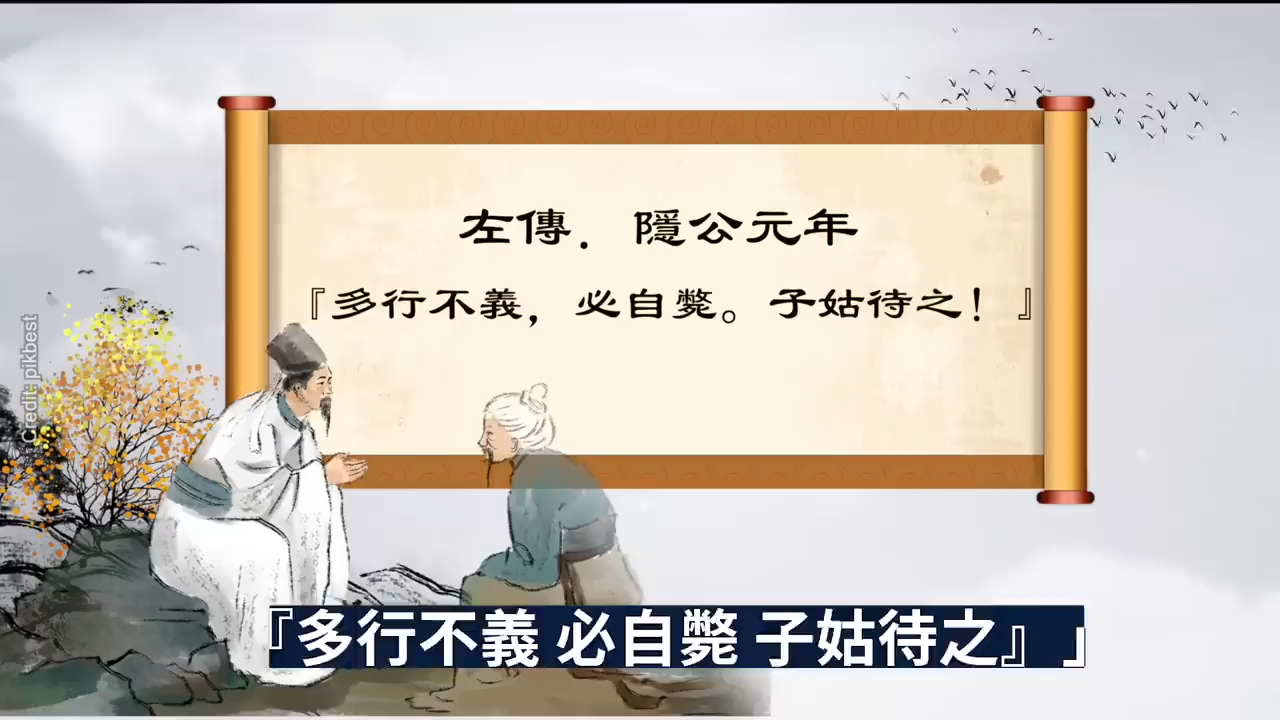 左傳．隱公元年
『多行不義，必自斃。子姑待之！』
Credit: pikbest
『多行不義 必自斃 子姑待之』」